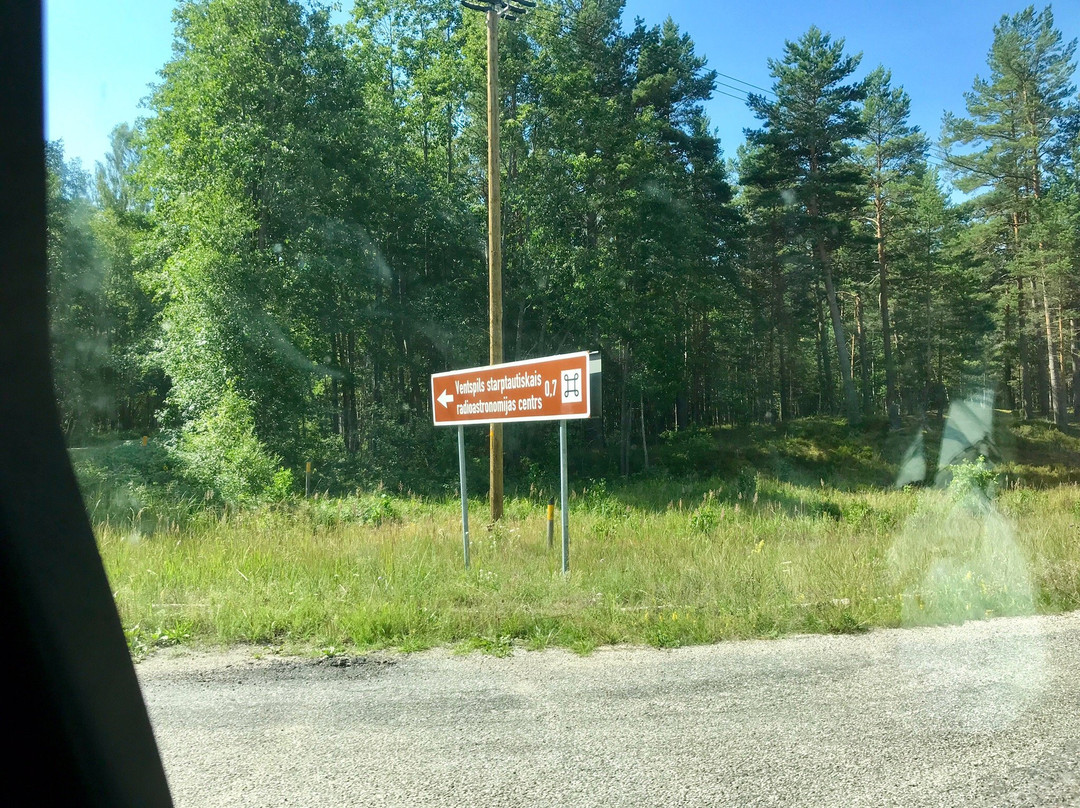 Ventspils starptautiskais
radioastronomijas centrs
0,7